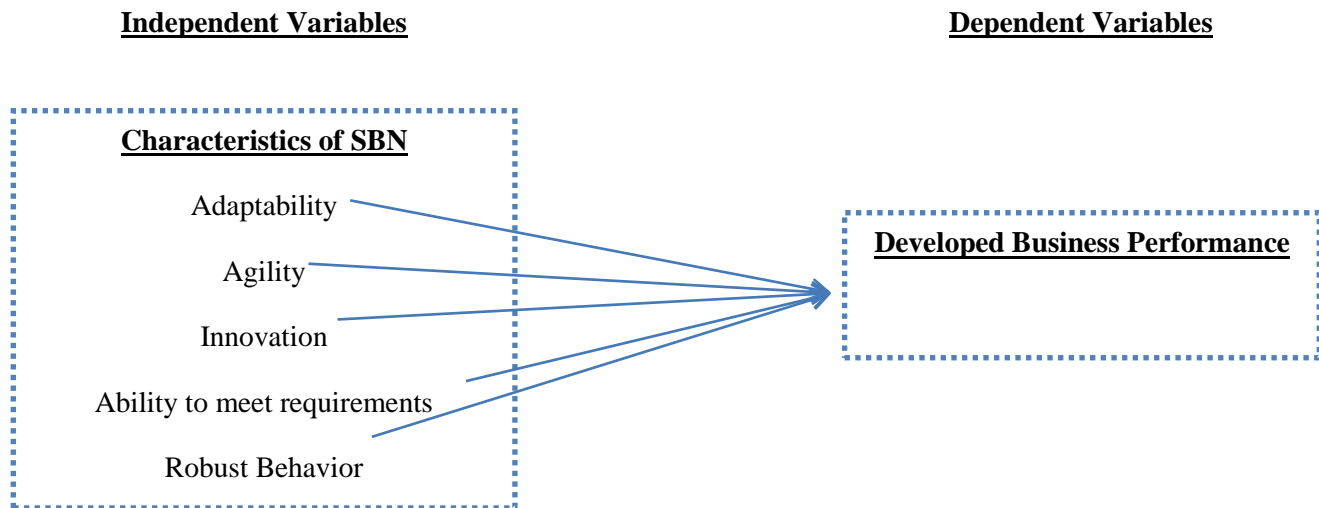 Independent Variables
Dependent Variables
Characteristics of SBN
Adaptability
Agility
Innovation
Ability to meet requirements
Robust Behavior
Developed Business Performance